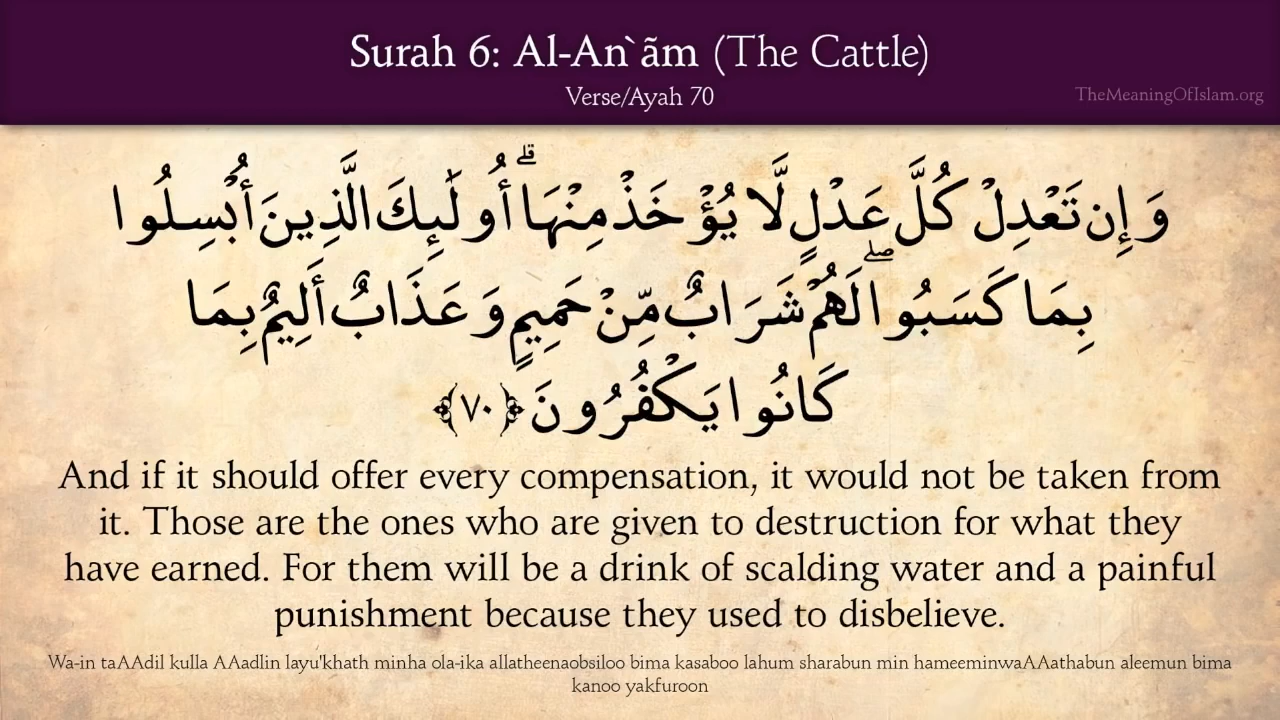 Surah 6: Al-An`ãm (The Cattle)
Verse/Ayah 70
TheMeaningOfIslam.org
وَإِن تَعْدِلْ كُلَّ عَدْلٍ لَّا يُؤْخَذْ مِنْهَا ۗ أُولَٰئِكَ الَّذِينَ أُبْسِلُوا
بِمَا كَسَبُوا ۖ لَهُمْ شَرَابٌ مِّنْ حَمِيمٍ وَعَذَابٌ أَلِيمٌ بِمَا
كَانُوا يَكْفُرُونَ ﴿٧٠﴾
And if it should offer every compensation, it would not be taken from
it. Those are the ones who are given to destruction for what they
have earned. For them will be a drink of scalding water and a painful
punishment because they used to disbelieve.
Wa-in taAAdil kulla AAadlin layu'khath minha ola-ika allatheenaobsiloo bima kasaboo lahum sharabun min hameeminwaAAathabun aleemun bima
kanoo yakfuroon